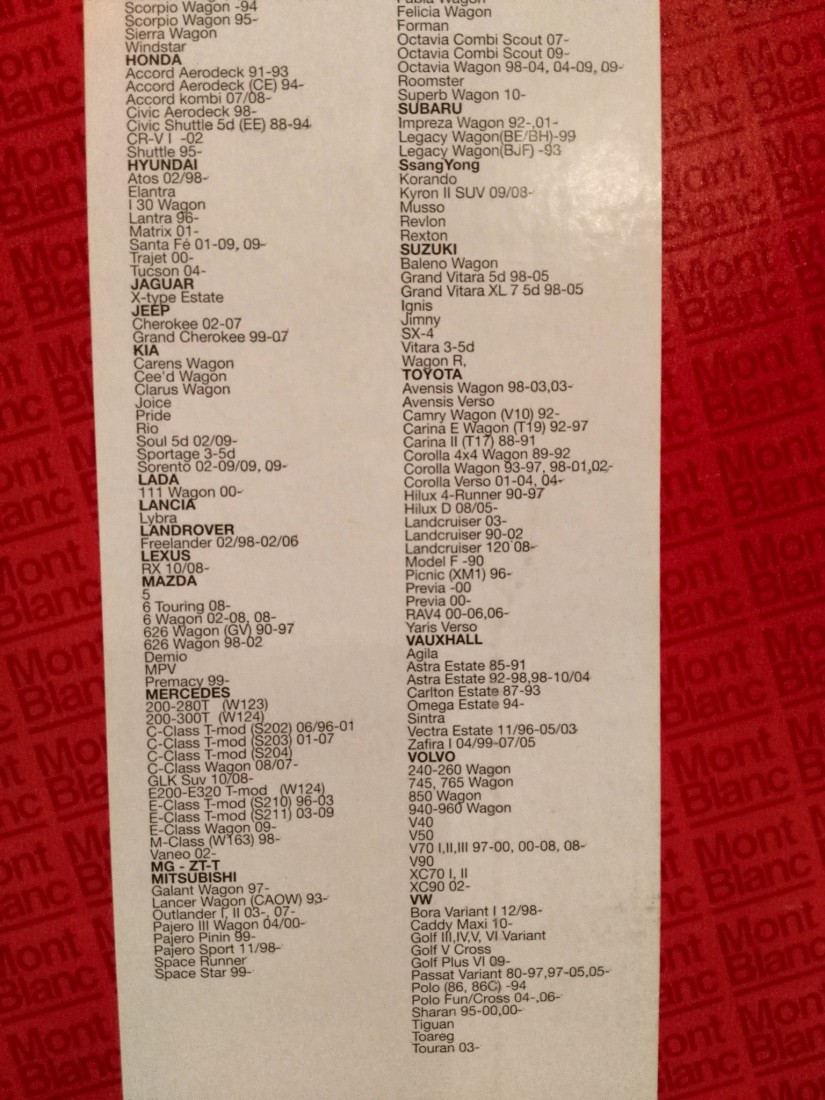 Scorpio Wagon -94
Scorpio Wagon 95-
Sierra Wagon
Windstar
HONDA
Accord Aerodeck 91-93
Accord Aerodeck (CE) 94-
Accord kombi 07/08-
Civic Aerodeck 98-
Civic Shuttle 5d (EE) 88-94
CR-V I -02
Shuttle 95-
HYUNDAI
Atos 02/98-
Elantra
I 30 Wagon
Lantra 96-
Matrix 01-
Santa Fé 01-09, 09-
Trajet 00-
Tucson 04-
JAGUAR
X-type Estate
JEEP
Cherokee 02-07
Grand Cherokee 99-07
KIA
Carens Wagon
Cee'd Wagon
Clarus Wagon
Joice
Pride
Rio
Soul 5d 02/09-
Sportage 3-5d
Sorento 02-09/09, 09-
LADA
111 Wagon 00-
LANCIA
Lybra
LANDROVER
Freelander 02/98-02/06
LEXUS
RX 10/08-
MAZDA
5
6 Touring 08-
6 Wagon 02-08, 08-
626 Wagon (GV) 90-97
626 Wagon 98-02
Demio
MPV
Premacy 99-
MERCEDES
200-280T (W123)
200-300T (W124)
C-Class T-mod (S202) 06/96-01
C-Class T-mod (S203) 01-07
C-Class T-mod (S204)
C-Class Wagon 08/07-
GLK Suv 10/08-
E200-E320 T-mod (W124)
E-Class T-mod (S210) 96-03
E-Class T-mod (S211) 03-09
E-Class Wagon 09-
M-Class (W163) 98-
Vaneo 02-
MG - ZT-T
MITSUBISHI
Galant Wagon 97-
Lancer Wagon (CAOW) 93-
Outlander I, II 03-, 07-
Pajero III Wagon 04/00-
Pajero Pinin 99-
Pajero Sport 11/98-
Space Runner
Space Star 99-
Fabia Wagon
Felicia Wagon
Forman
Octavia Combi Scout 07-
Octavia Combi Scout 09-
Octavia Wagon 98-04, 04-09, 09-
Roomster
Superb Wagon 10-
SUBARU
Impreza Wagon 92-,01-
Legacy Wagon(BE/BH)-99
Legacy Wagon(BJF) -93
SsangYong
Korando
Kyron II SUV 09/08-
Musso
Revlon
Rexton
SUZUKI
Baleno Wagon
Grand Vitara 5d 98-05
Grand Vitara XL 7 5d 98-05
Ignis
Jimny
SX-4
Vitara 3-5d
Wagon R,
TOYOTA
Avensis Wagon 98-03,03-
Avensis Verso
Camry Wagon (V10) 92-
Carina E Wagon (T19) 92-97
Carina II (T17) 88-91
Corolla 4x4 Wagon 89-92
Corolla Wagon 93-97, 98-01,02-
Corolla Verso 01-04, 04-
Hilux 4-Runner 90-97
Hilux D 08/05-
Landcruiser 03-
Landcruiser 90-02
Landcruiser 120 08-
Model F -90
Picnic (XM1) 96-
Previa -00
Previa 00-
RAV4 00-06,06-
Yaris Verso
VAUXHALL
Agila
Astra Estate 85-91
Astra Estate 92-98,98-10/04
Carlton Estate 87-93
Omega Estate 94-
Sintra
Vectra Estate 11/96-05/03
Zafira I 04/99-07/05
VOLVO
240-260 Wagon
745, 765 Wagon
850 Wagon
940-960 Wagon
V40
V50
V70 I,II,III 97-00, 00-08, 08-
V90
XC70 I, II
XC90 02-
VW
Bora Variant I 12/98-
Caddy Maxi 10-
Golf III,IV,V, VI Variant
Golf V Cross
Golf Plus VI 09-
Passat Variant 80-97,97-05,05-
Polo (86, 86C) -94
Polo Fun/Cross 04-,06-
Sharan 95-00,00-
Tiguan
Toareg
Touran 03-
Mont
Blanc